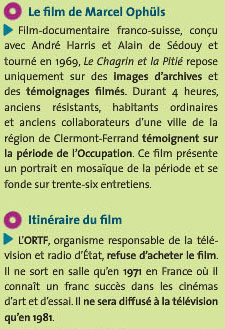 Le film de Marcel Ophüls
Film-documentaire franco-suisse, conçu
avec André Harris et Alain de Sédouy et
tourné en 1969, Le Chagrin et la Pitié repose
uniquement sur des images d'archives et
des témoignages filmés. Durant 4 heures,
anciens résistants, habitants ordinaires
et anciens collaborateurs d'une ville de la
région de Clermont-Ferrand témoignent sur
la période de l'Occupation. Ce film présente
un portrait en mosaïque de la période et se
fonde sur trente-six entretiens.
Itinéraire du film
L'ORTF, organisme responsable de la télé-
vision et radio d'État, refuse d'acheter le film.
Il ne sort en salle qu'en 1971 en France où il
connaît un franc succès dans les cinémas
d'art et d'essai. Il ne sera diffusé à la télévision
qu'en 1981.